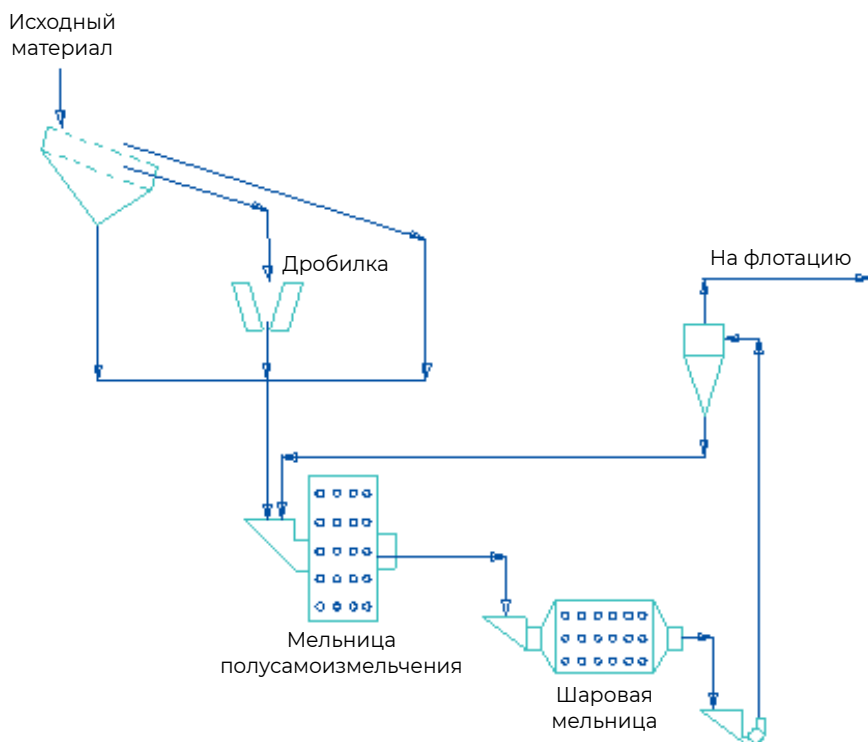 Исходный
материал
Дробилка
На флотацию
Мельница
полусамоизмельчения
Шаровая
мельница